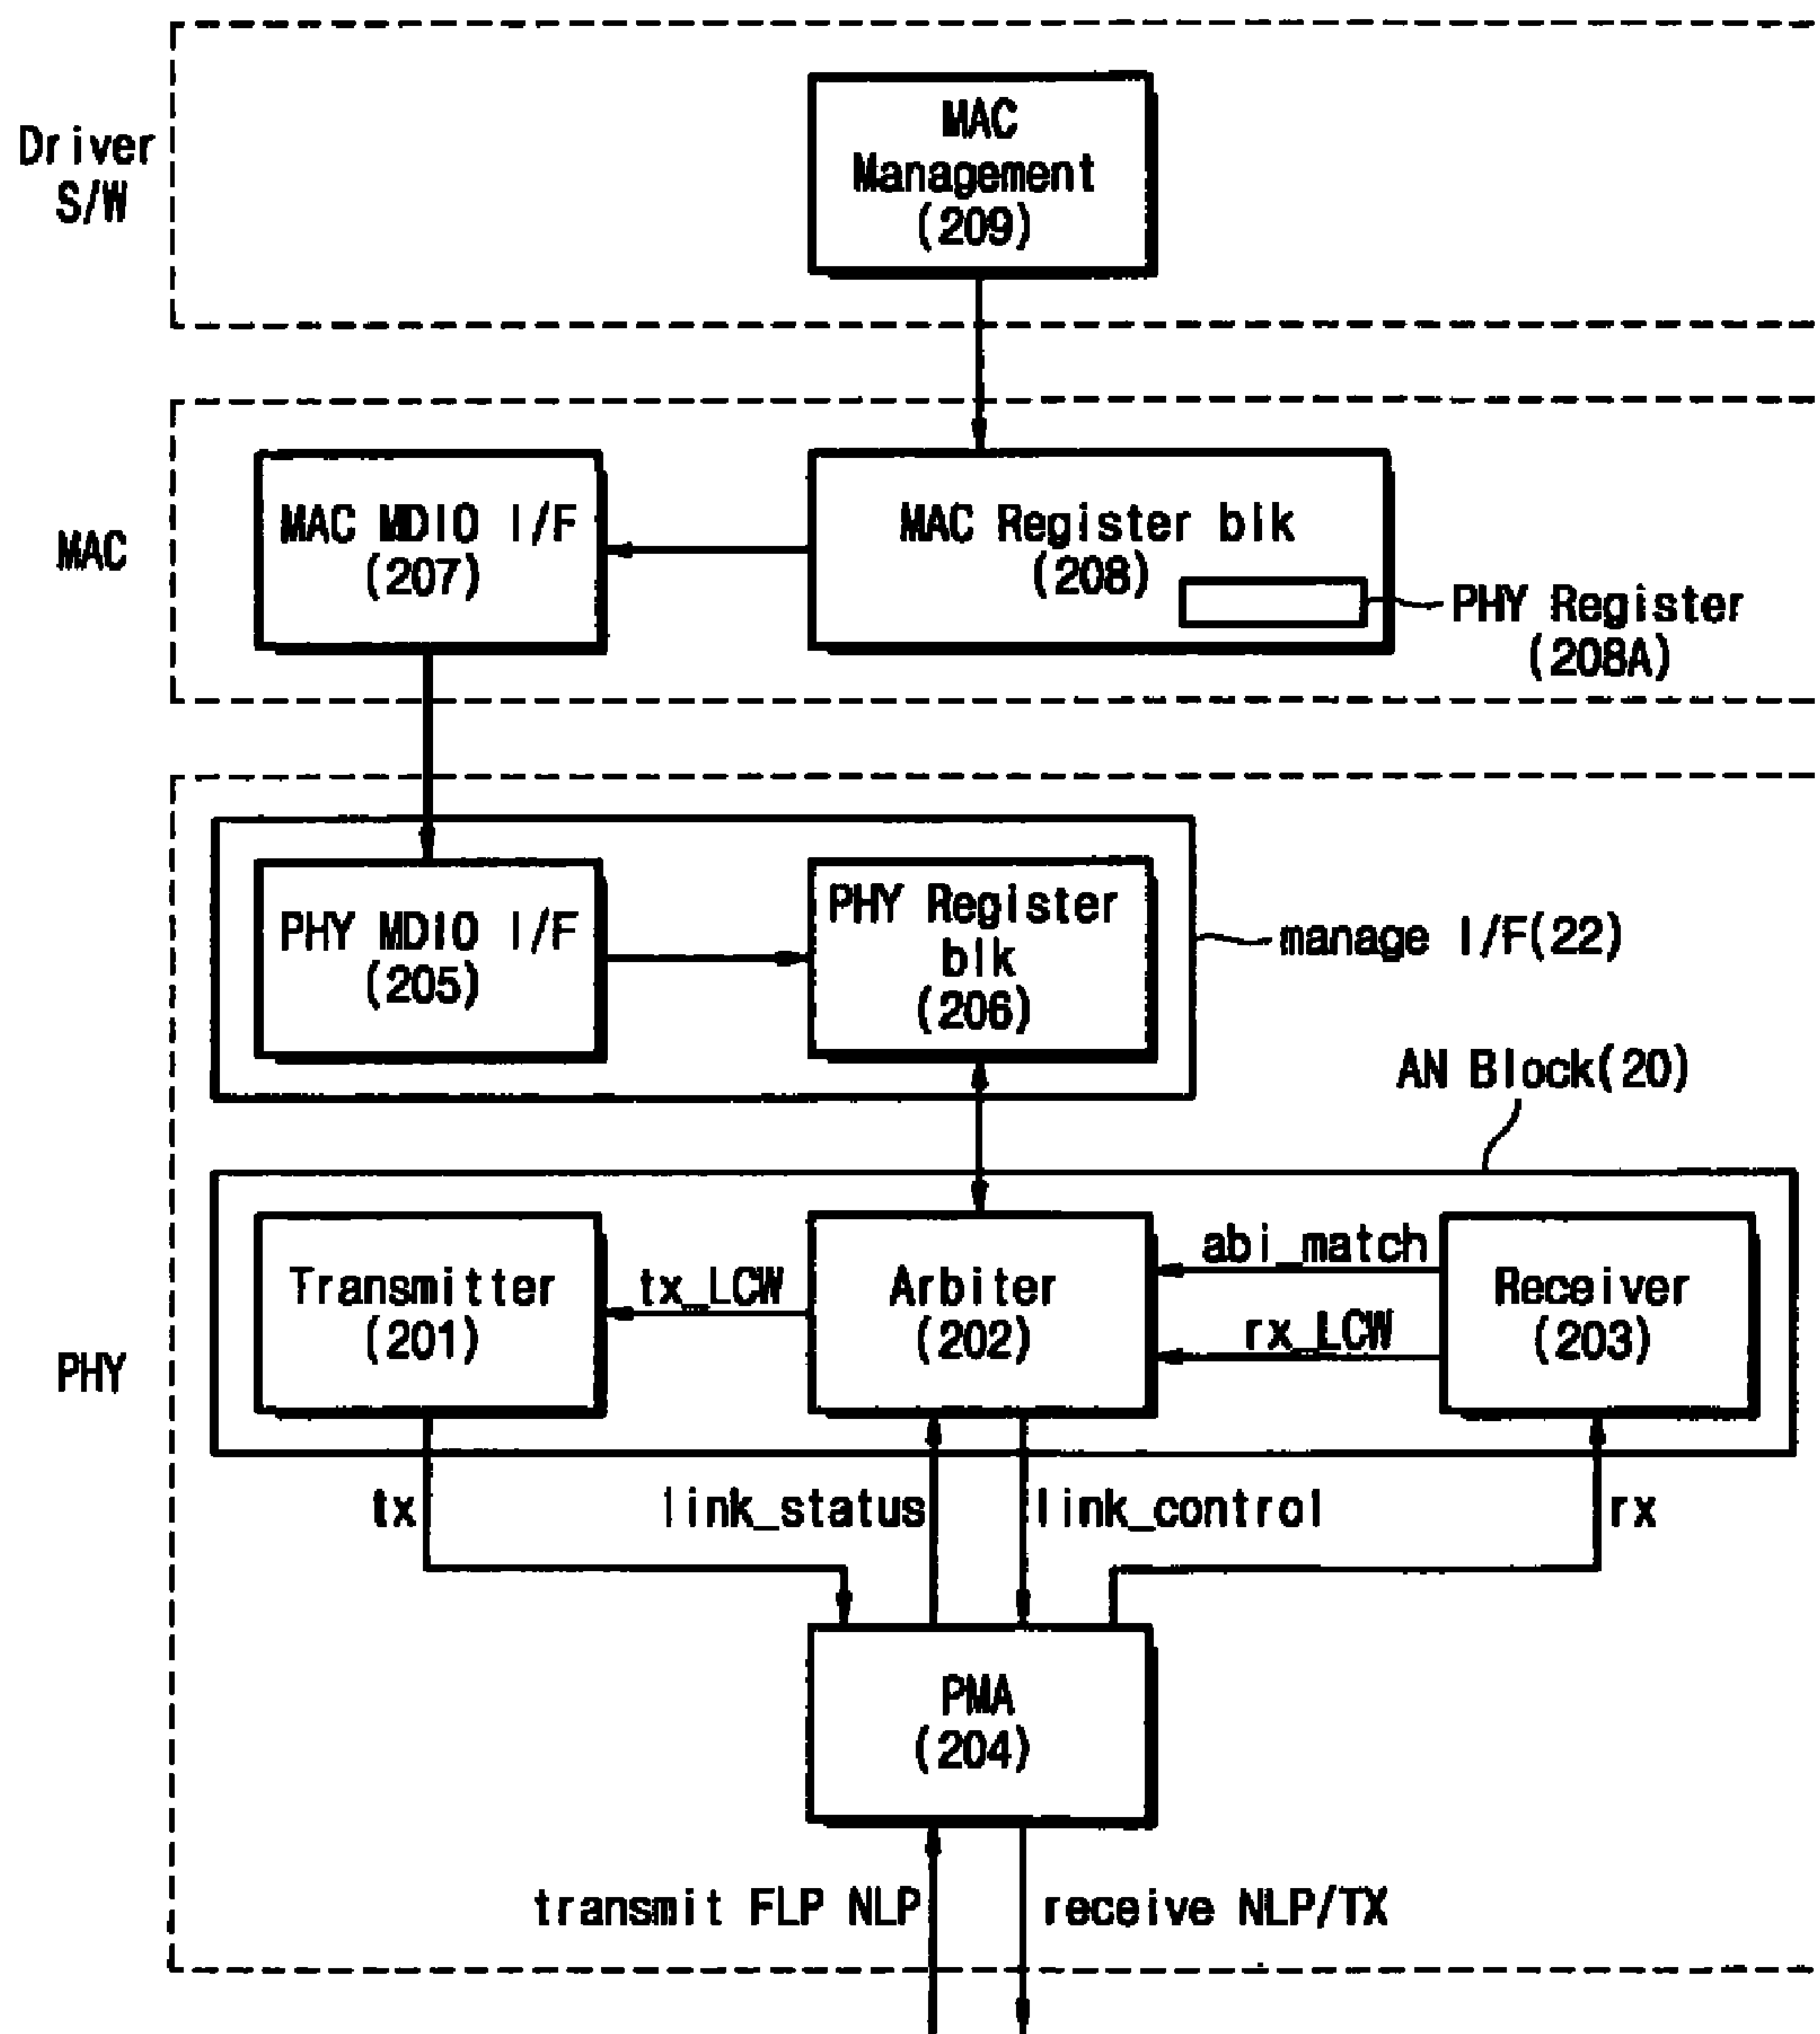 Driver
S/W
MAC
Management
(209)
MAC
MAC MDIO I/F
(207)
MAC Register blk
(208)
PHY Register
(208A)
PHY
PHY MDIO I/F
(205)
PHY Register
blk
(206)
manage I/F(22)
AN Block(20)
Transmitter
(201)
tx_LCW
Arbiter
(202)
abi_match
rx_LCW
Receiver
(203)
tx
link_status
link_control
rx
PMA
(204)
transmit FLP NLP
receive NLP/TX